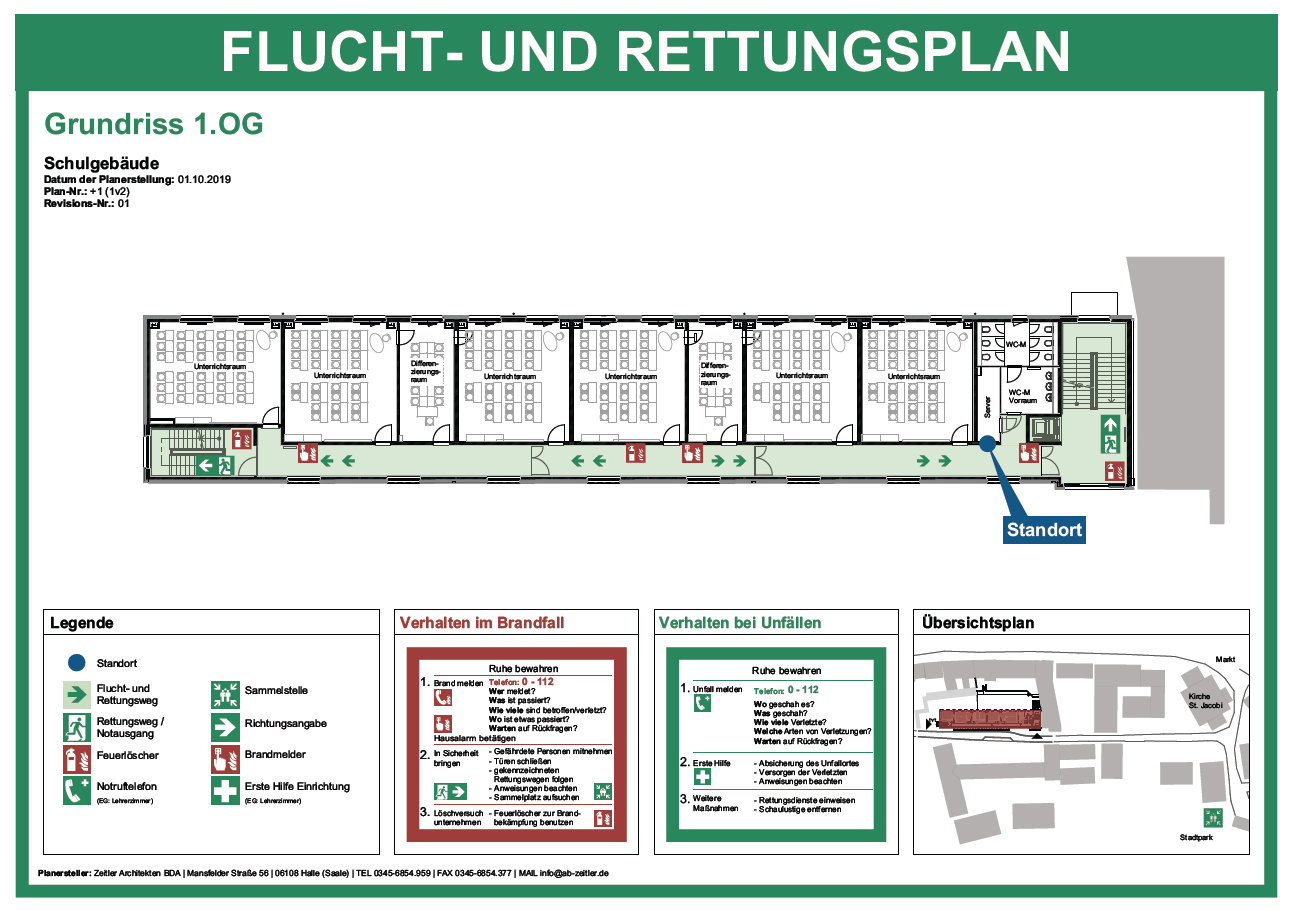 FLUCHT- UND RETTUNGSPLAN
Grundriss 1.OG
Schulgebäude
Datum der Planerstellung: 01.10.2019
Plan-Nr.: +1 (1v2)
Revisions-Nr.: 01
Unterrichtsraum
Unterrichtsraum
Differen-
zierungs-
raum
Unterrichtsraum
Unterrichtsraum
Differen-
zierungs-
raum
Unterrichtsraum
Unterrichtsraum
WC-M
WC-M
Vorraum
Server
Standort
Legende
Standort
Flucht- und
Rettungsweg
Rettungsweg /
Notausgang
Feuerlöscher
Notruftelefon
(EG: Lehrerzimmer)
Sammelstelle
Richtungsangabe
Brandmelder
Erste Hilfe Einrichtung
(EG: Lehrerzimmer)
Verhalten im Brandfall
Ruhe bewahren
1. Brand melden Telefon: 0 - 112
Wer meldet?
Was ist passiert?
Wie viele sind betroffen/verletzt?
Wo ist etwas passiert?
Warten auf Rückfragen?
Hausalarm betätigen
2. In Sicherheit
bringen
- Gefährdete Personen mitnehmen
- Türen schließen
- gekennzeichneten
Rettungswegen folgen
- Anweisungen beachten
- Sammelplatz aufsuchen
3. Löschversuch
unternehmen
- Feuerlöscher zur Brand-
bekämpfung benutzen
Verhalten bei Unfällen
Ruhe bewahren
1. Unfall melden Telefon: 0 - 112
Wo geschah es?
Was geschah?
Wie viele Verletzte?
Welche Arten von Verletzungen?
Warten auf Rückfragen?
2. Erste Hilfe
- Absicherung des Unfallortes
- Versorgen der Verletzten
- Anweisungen beachten
3. Weitere
Maßnahmen
- Rettungsdienste einweisen
- Schaulustige entfernen
Übersichtsplan
Markt
Kirche
St. Jacobi
Stadtpark
Planersteller: Zeitler Architekten BDA | Mansfelder Straße 56 | 06108 Halle (Saale) | TEL 0345-6854.959 | FAX 0345-6854.377 | MAIL info@ab-zeitler.de